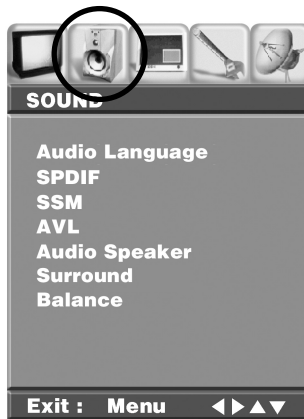 SOUND
Audio Language
SPDIF
SSM
AVL
Audio Speaker
Surround
Balance
Exit : Menu ◀▶▲▼